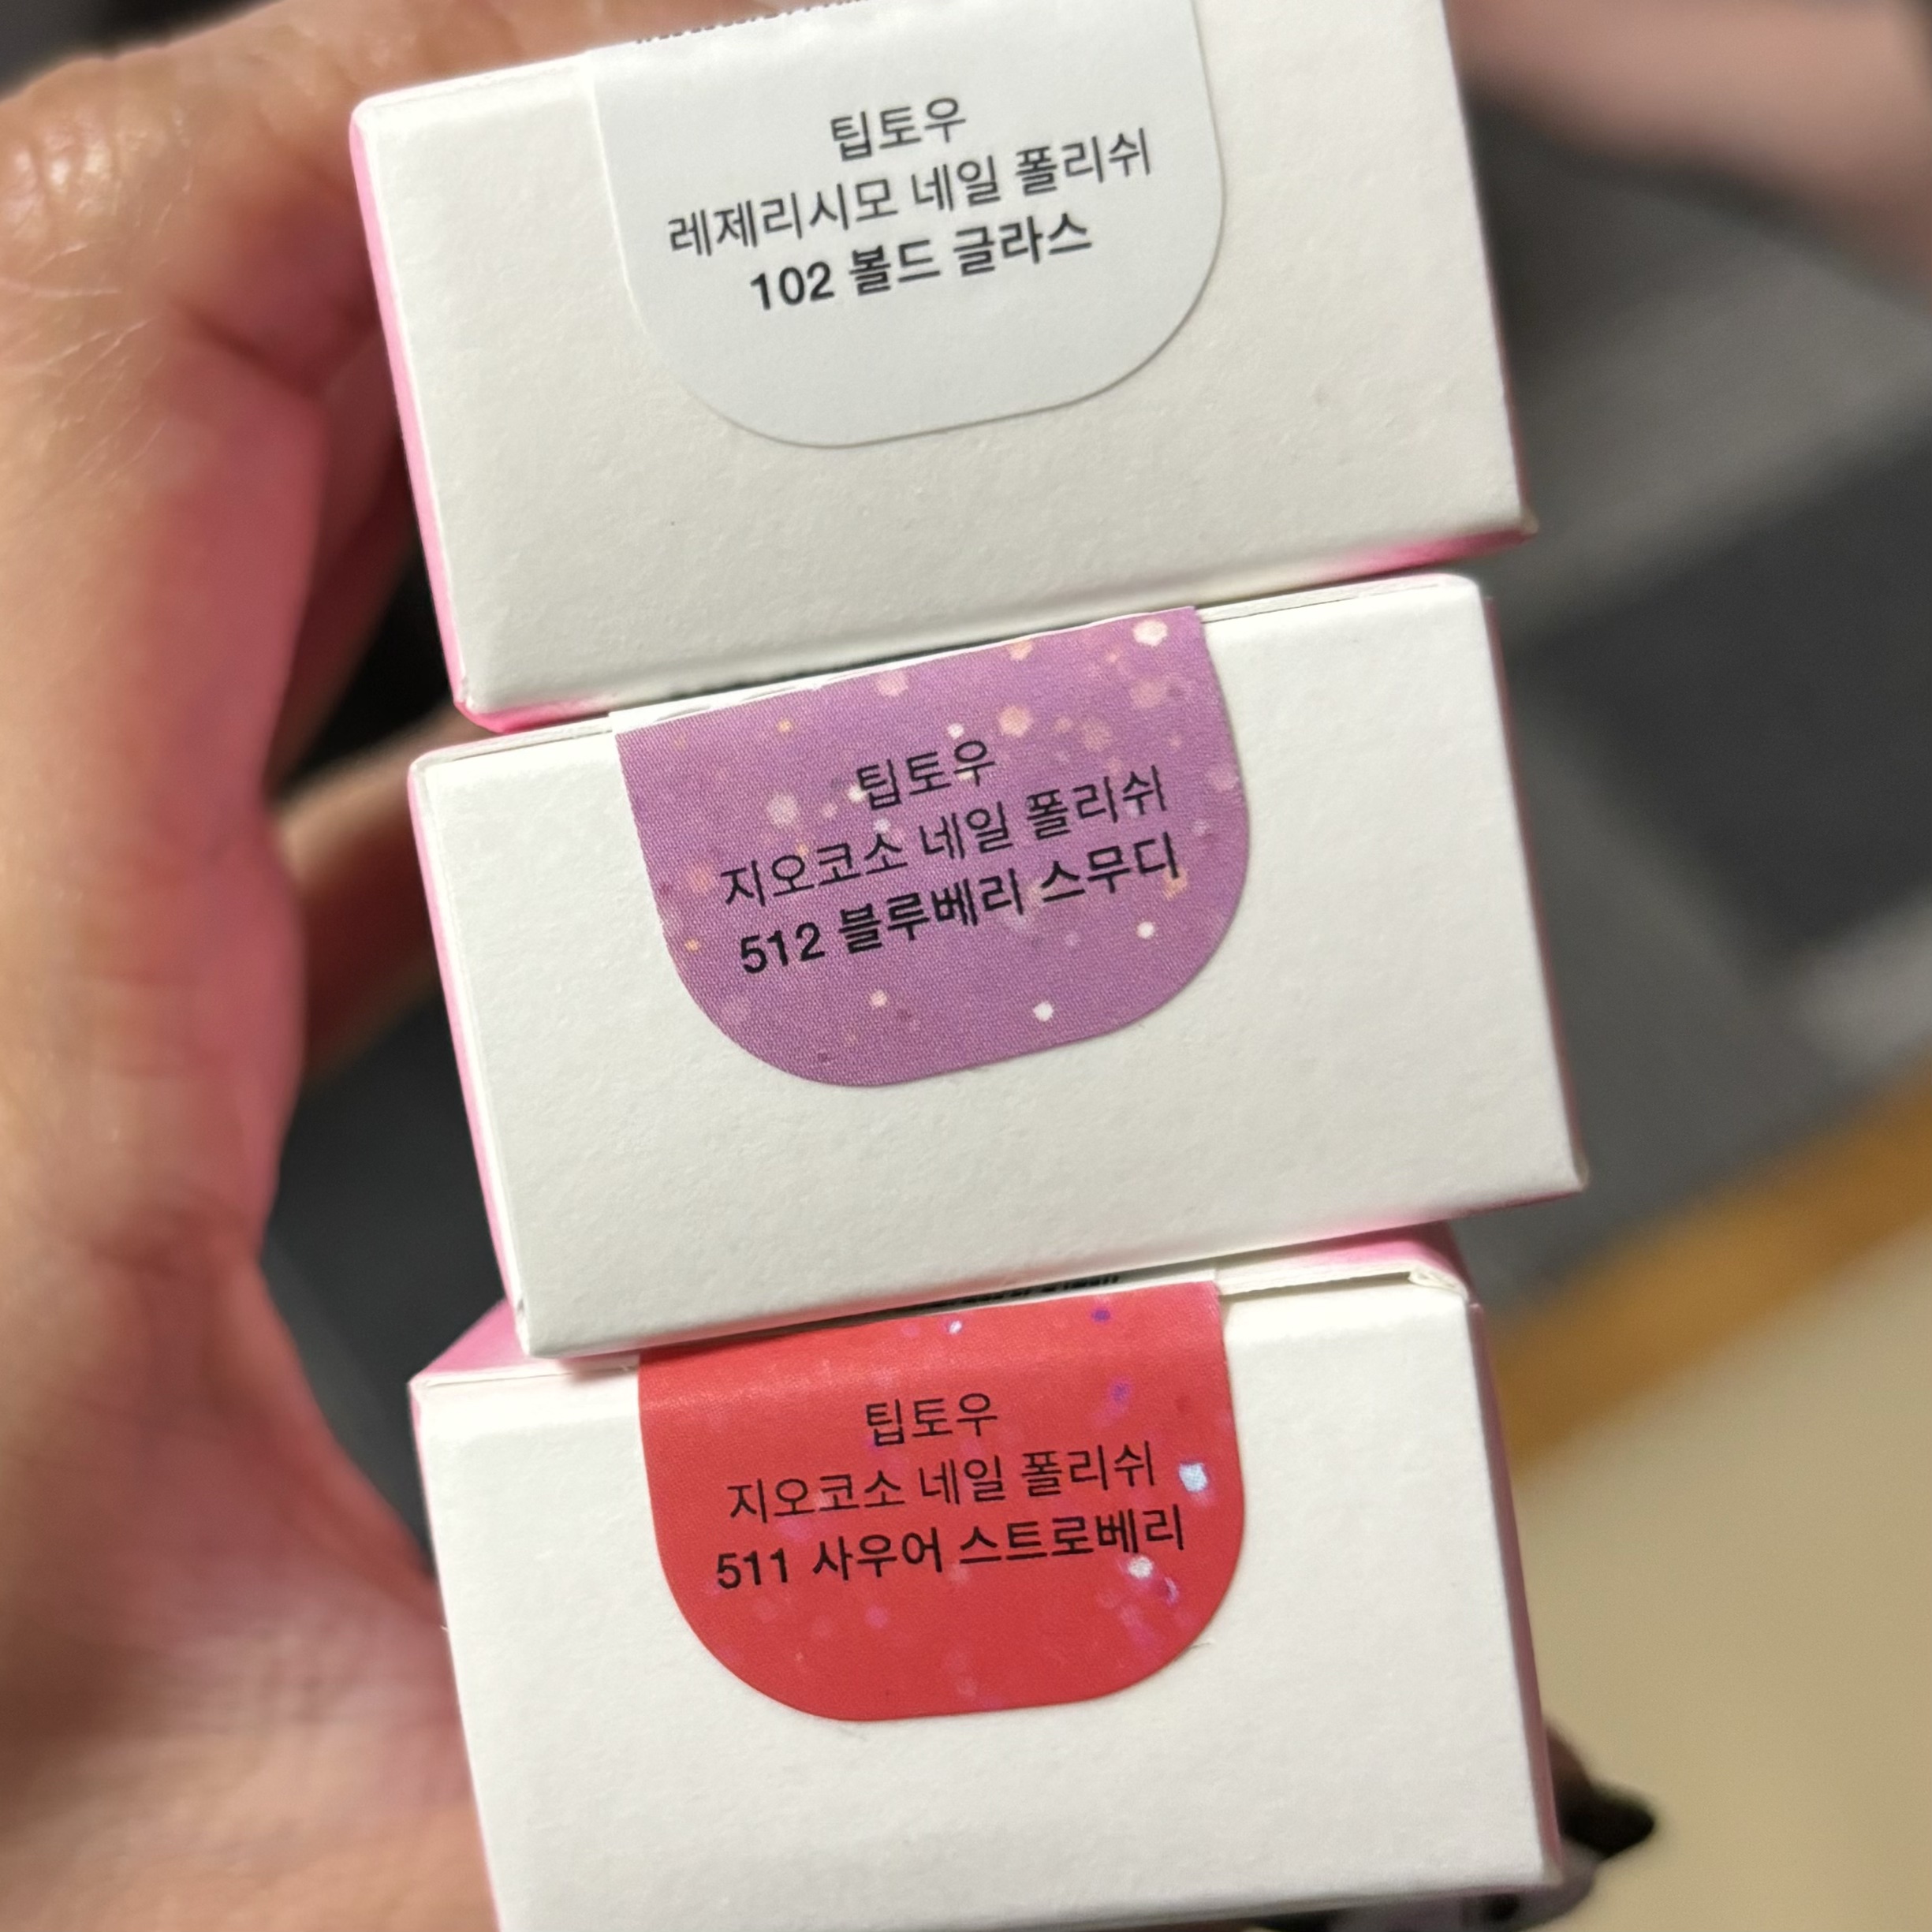 팁토우
레제리시모 네일 폴리쉬
102 볼드 글라스
팁토우
지오코소 네일 폴리쉬
512 블루베리 스무디
팁토우
지오코소 네일 폴리쉬
511 사우어 스트로베리